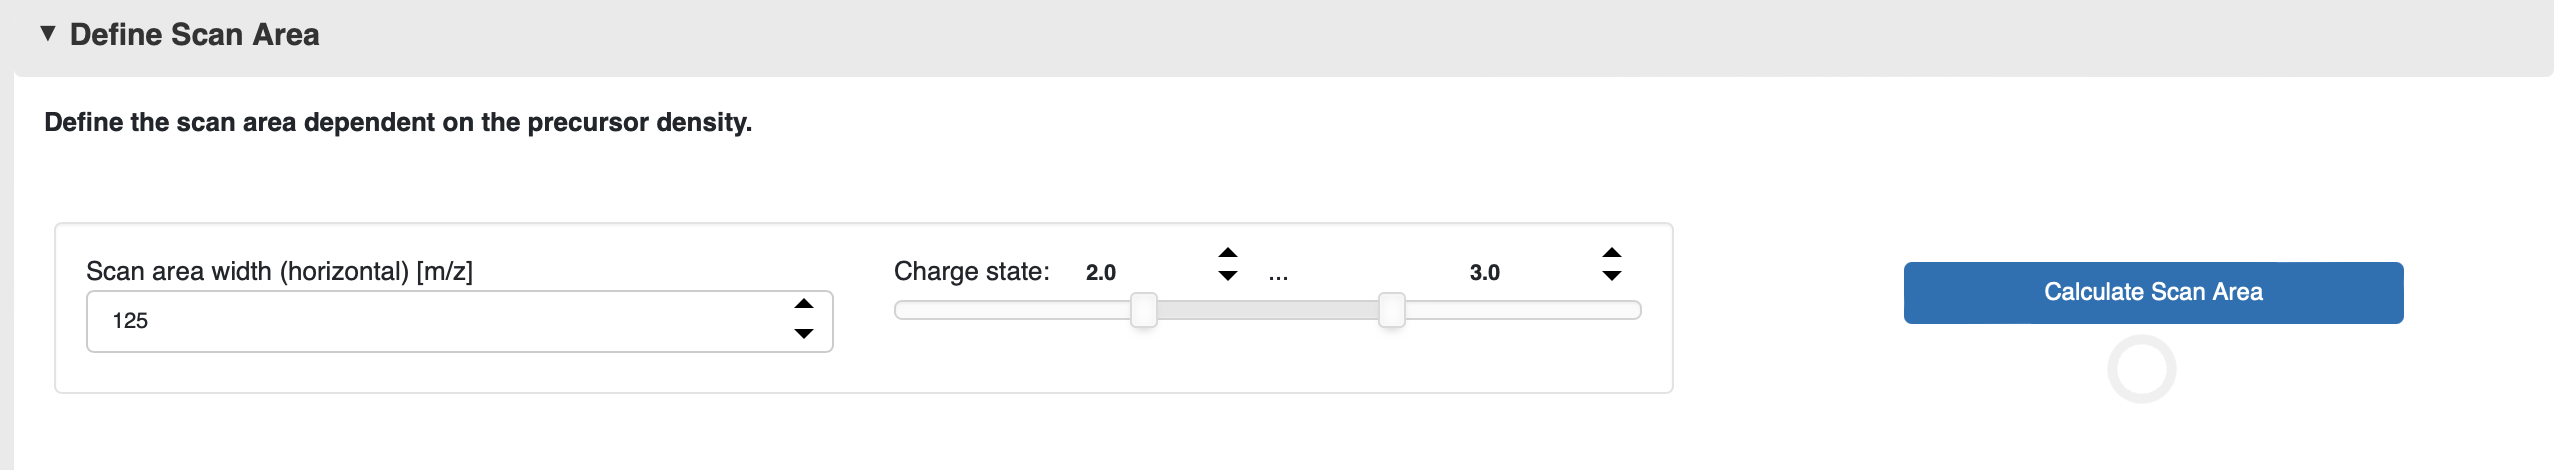 ▼ Define Scan Area
Define the scan area dependent on the precursor density.
Scan area width (horizontal) [m/z]
125
Charge state: 2.0 ... 3.0
Calculate Scan Area